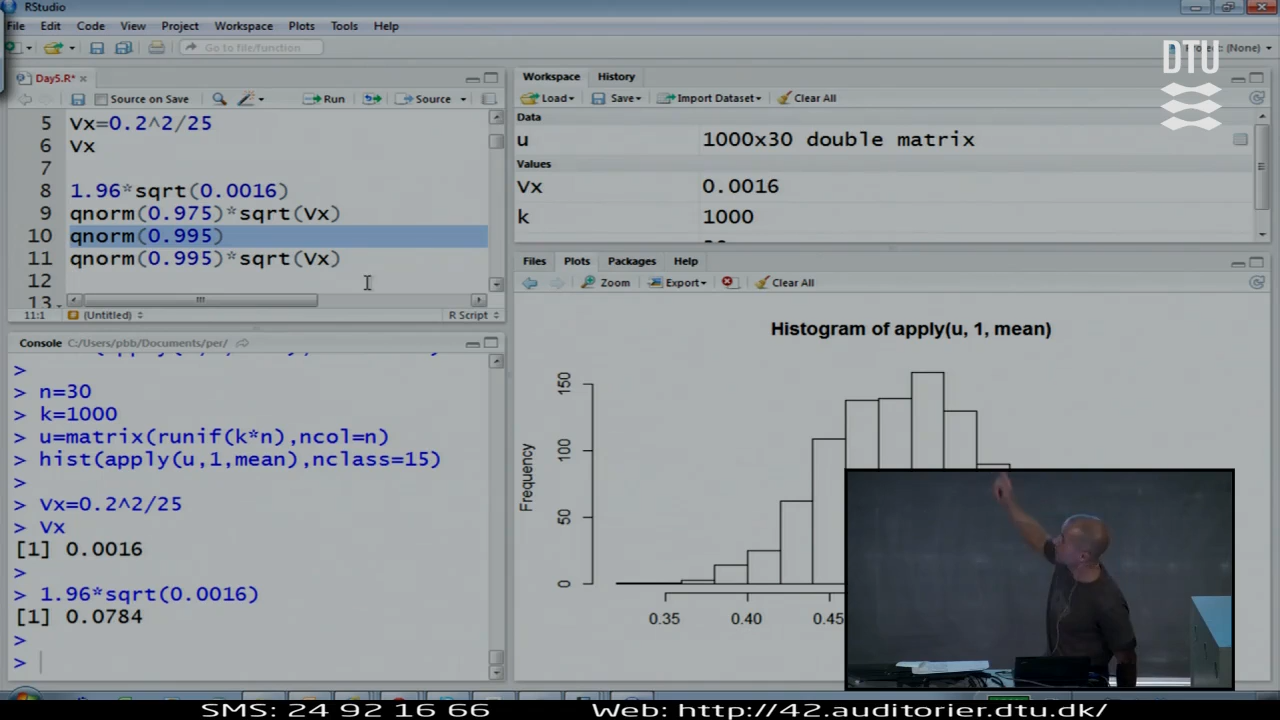 RStudio
File Edit Code View Project Workspace Plots Tools Help
Go to file/function
Project: (None)
DTU
Day5.R*
Source on Save
Run
Source
5 Vx=0.2^2/25
6 Vx
7
8 1.96*sqrt(0.0016)
9 qnorm(0.975)*sqrt(Vx)
10 qnorm(0.995)
11 qnorm(0.995)*sqrt(Vx)
12
13
11:1 (Untitled) R Script
Console C:/Users/pbb/Documents/per/
>
> n=30
> k=1000
> u=matrix(runif(k*n),ncol=n)
> hist(apply(u,1,mean),nclass=15)
>
> Vx=0.2^2/25
> Vx
[1] 0.0016
>
> 1.96*sqrt(0.0016)
[1] 0.0784
>
>
Workspace History
Load Save Import Dataset Clear All
Data
u 1000x30 double matrix
Values
Vx 0.0016
k 1000
Files Plots Packages Help
Zoom Export Clear All
Histogram of apply(u, 1, mean)
Frequency
150
100
50
0
0.35 0.40 0.45
SMS: 24 92 16 66 Web: http://42.auditorier.dtu.dk/